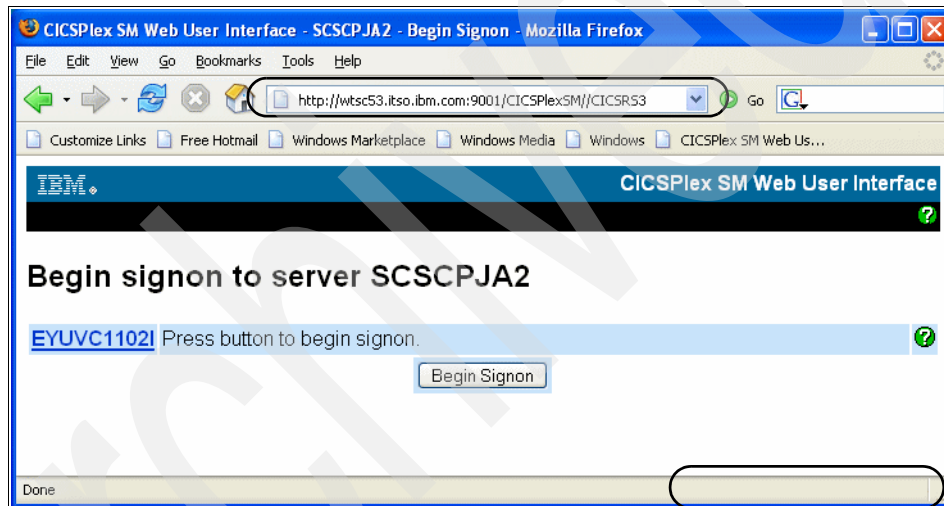 CICSPlex SM Web User Interface - SCSCPJA2 - Begin Signon - Mozilla Firefox
File Edit View Go Bookmarks Tools Help
http://wtsc53.itso.ibm.com:9001/CICSPlexSM//CICSRS3 Go G
Customize Links Free Hotmail Windows Marketplace Windows Media Windows CICSPlex SM Web Us...
IBM. CICSPlex SM Web User Interface
?
Begin signon to server SCSCPJA2
EYUVC1102I Press button to begin signon. ?
Begin Signon
Done